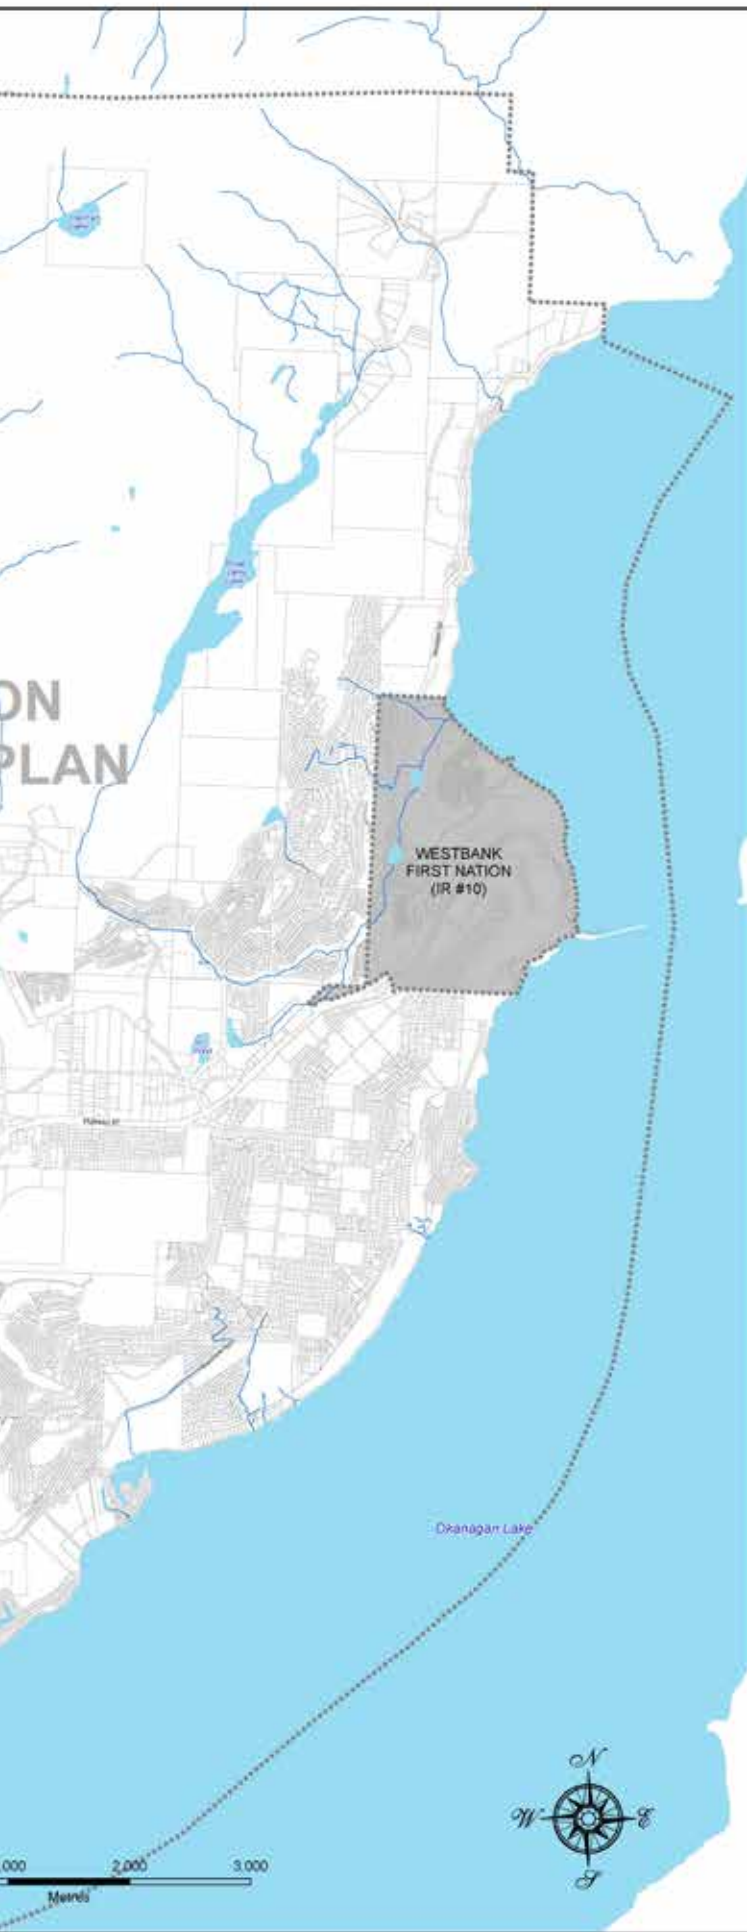 ON
PLAN
WESTBANK
FIRST NATION
(IR #10)
Okanagan Lake
N
W E
S
000 2,000 3,000
Metres